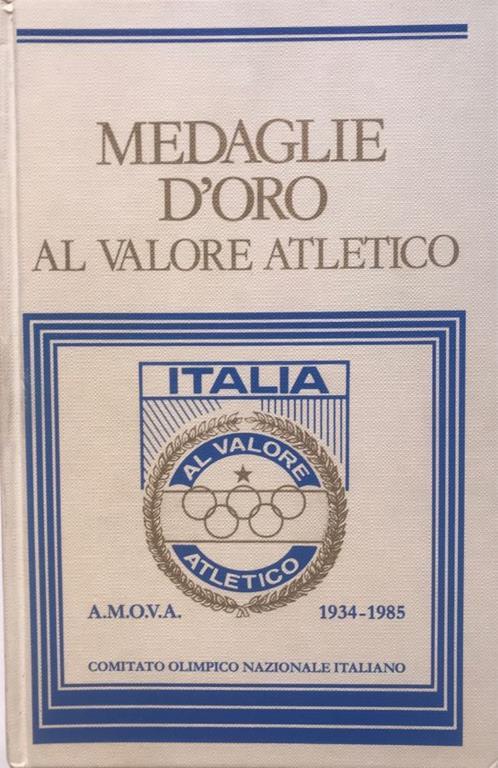 MEDAGLIE
D'ORO
AL VALORE ATLETICO
ITALIA
AL VALORE
ATLETICO
A.M.O.V.A. 1934-1985
COMITATO OLIMPICO NAZIONALE ITALIANO